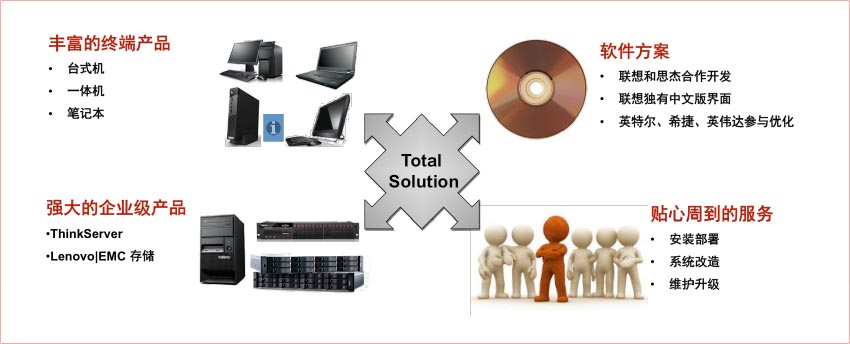 丰富的终端产品
• 台式机
• 一体机
• 笔记本
软件方案
• 联想和思杰合作开发
• 联想独有中文版界面
• 英特尔、希捷、英伟达参与优化
Total
Solution
强大的企业级产品
•ThinkServer
•Lenovo|EMC 存储
贴心周到的服务
• 安装部署
• 系统改造
• 维护升级